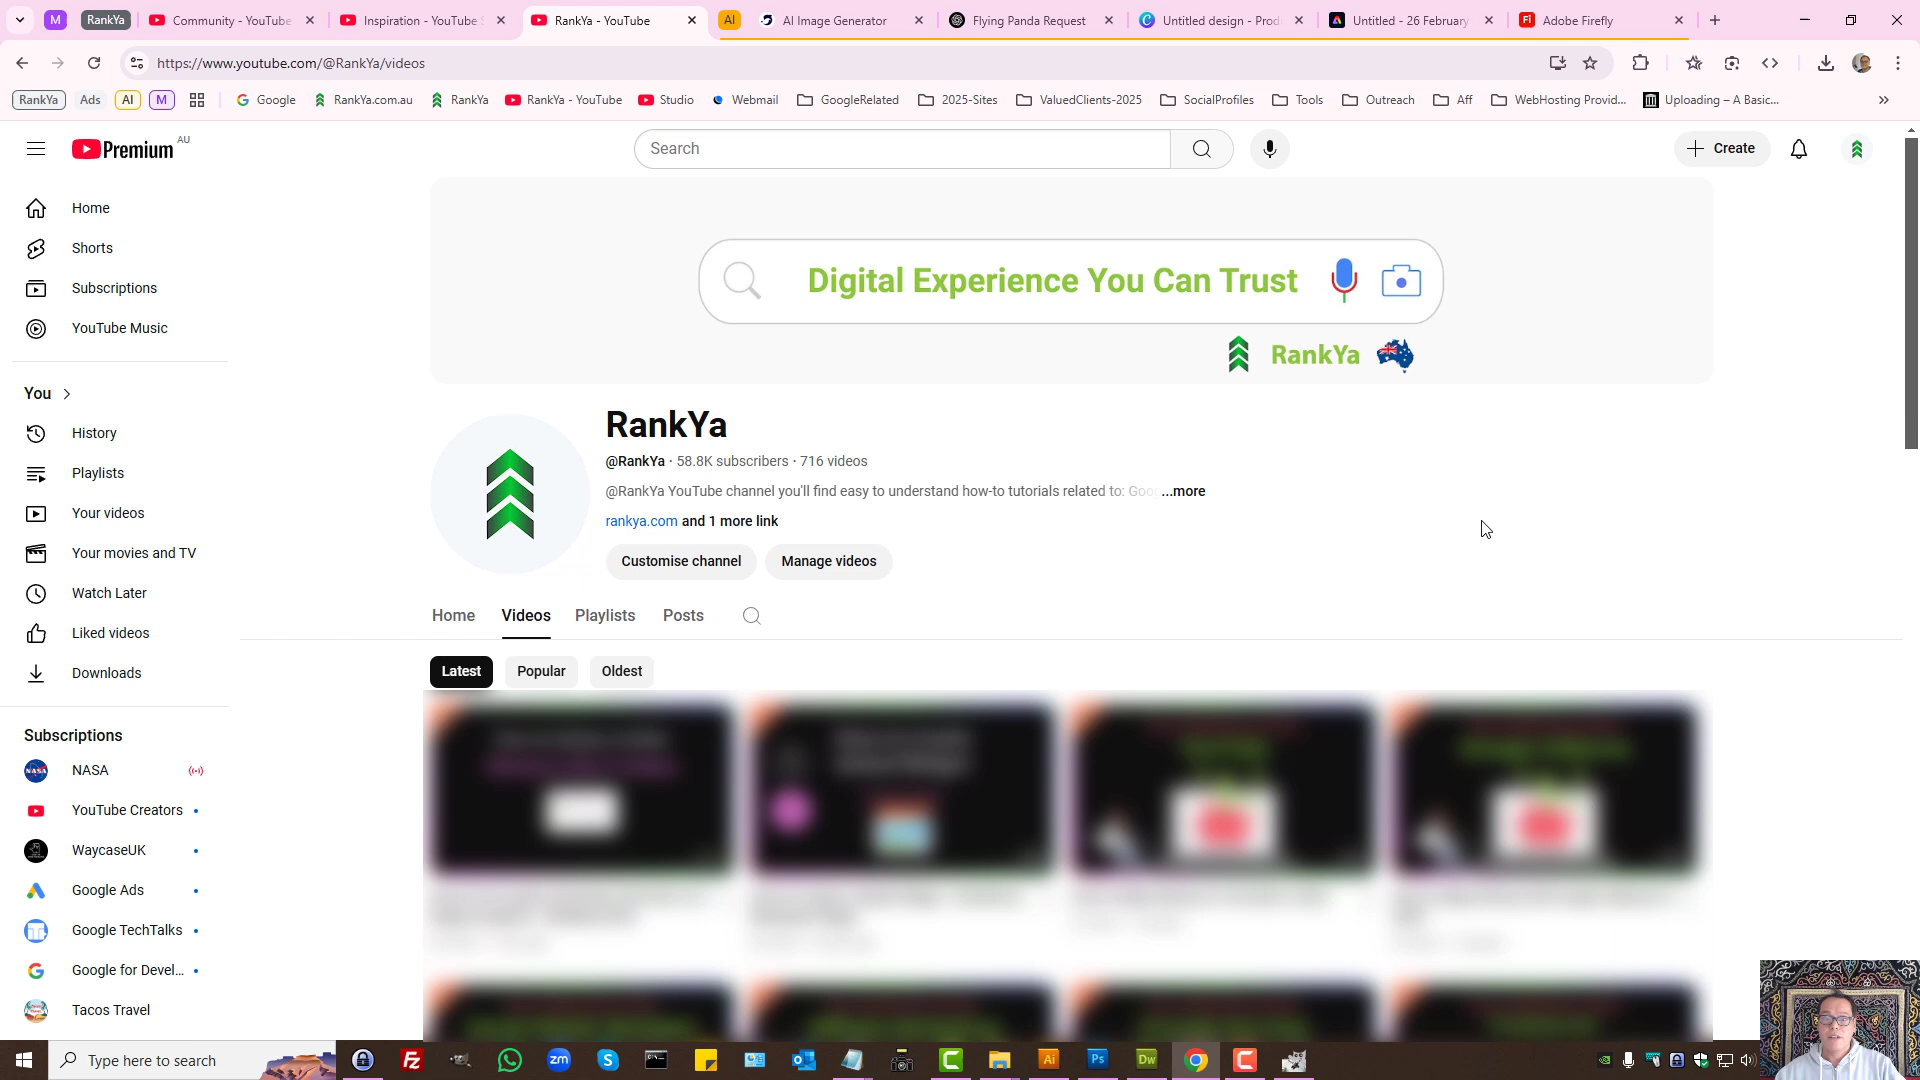 M
RankYa
Community - YouTube
Inspiration - YouTube S
RankYa - YouTube
AI
AI Image Generator
Flying Panda Request
Untitled design - Prod
Untitled - 26 February
Adobe Firefly
https://www.youtube.com/@RankYa/videos
RankYa
Ads
AI
M
Google
RankYa.com.au
RankYa
RankYa - YouTube
Studio
Webmail
GoogleRelated
2025-Sites
ValuedClients-2025
SocialProfiles
Tools
Outreach
Aff
WebHosting Provid...
Uploading – A Basic...
Premium AU
Search
Create
Home
Shorts
Subscriptions
YouTube Music
You
History
Playlists
Your videos
Your movies and TV
Watch Later
Liked videos
Downloads
Subscriptions
NASA
YouTube Creators
WaycaseUK
Google Ads
Google TechTalks
Google for Devel...
Tacos Travel
Digital Experience You Can Trust
RankYa
RankYa
@RankYa · 58.8K subscribers · 716 videos
@RankYa YouTube channel you'll find easy to understand how-to tutorials related to: Goog ...more
rankya.com and 1 more link
Customise channel
Manage videos
Home
Videos
Playlists
Posts
Latest
Popular
Oldest
Type here to search